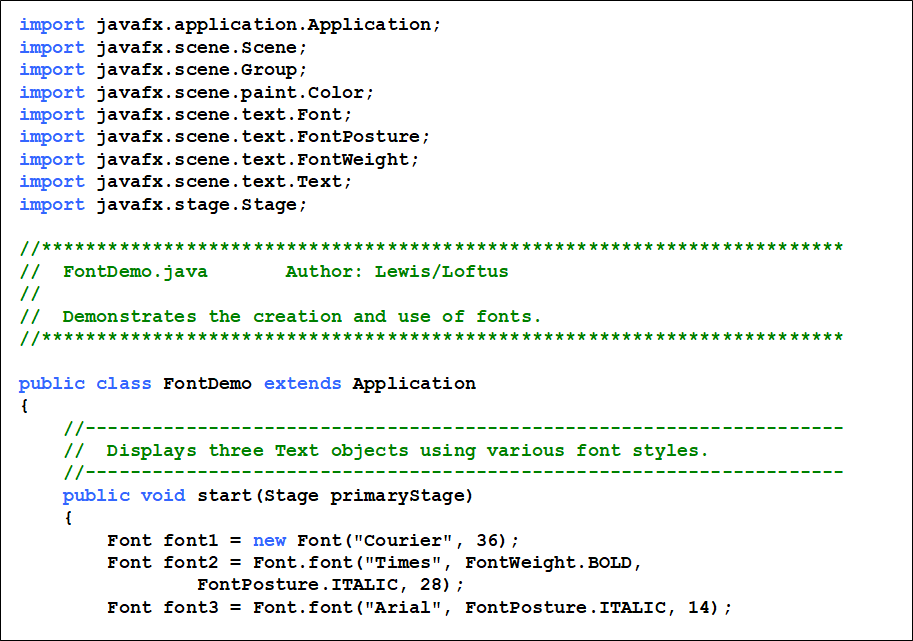 import javafx.application.Application;
import javafx.scene.Scene;
import javafx.scene.Group;
import javafx.scene.paint.Color;
import javafx.scene.text.Font;
import javafx.scene.text.FontPosture;
import javafx.scene.text.FontWeight;
import javafx.scene.text.Text;
import javafx.stage.Stage;

//************************************************************************
//  FontDemo.java       Author: Lewis/Loftus
//
//  Demonstrates the creation and use of fonts.
//************************************************************************

public class FontDemo extends Application
{
    //--------------------------------------------------------------------
    //  Displays three Text objects using various font styles.
    //--------------------------------------------------------------------
    public void start(Stage primaryStage)
    {
        Font font1 = new Font("Courier", 36);
        Font font2 = Font.font("Times", FontWeight.BOLD,
                FontPosture.ITALIC, 28);
        Font font3 = Font.font("Arial", FontPosture.ITALIC, 14);